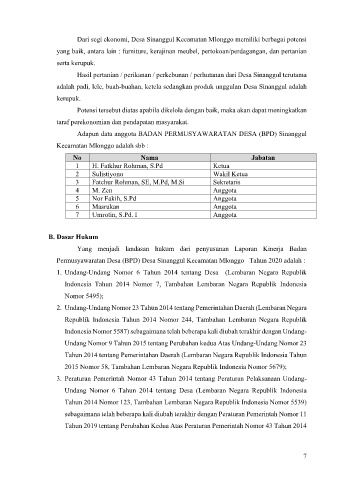 Dari segi ekonomi, Desa Sinanggul Kecamatan Mlonggo memiliki berbagai potensi
yang baik, antara lain : furniture, kerajinan meubel, pertokoan/perdagangan, dan pertanian
serta kerupuk.
Hasil pertanian / perikanan / perkebunan / perhutanan dari Desa Sinanggul terutama
adalah padi, lele, buah-buahan, ketela sedangkan produk unggulan Desa Sinanggul adalah
kerupuk.
Potensi tersebut diatas apabila dikelola dengan baik, maka akan dapat meningkatkan
taraf perekonomian dan pendapatan masyarakat.
Adapun data anggota BADAN PERMUSYAWARATAN DESA (BPD) Sinanggul
Kecamatan Mlonggo adalah sbb :
No Nama Jabatan
1 H. Fatkhur Rohman, S.Pd Ketua
2 Sulistiyono Wakil Ketua
3 Fatchur Rohman, SE, M.Pd, M.Si Sekretaris
4 M. Zen Anggota
5 Nor Fakih, S.Pd Anggota
6 Masrukan Anggota
7 Umrotin, S.Pd. I Anggota
B. Dasar Hukum
Yang menjadi landasan hukum dari penyusunan Laporan Kinerja Badan
Permusyawaratan Desa (BPD) Desa Sinanggul Kecamatan Mlonggo Tahun 2020 adalah :
1. Undang-Undang Nomor 6 Tahun 2014 tentang Desa (Lembaran Negara Republik
Indonesia Tahun 2014 Nomor 7, Tambahan Lembaran Negara Republik Indonesia
Nomor 5495);
2. Undang-Undang Nomor 23 Tahun 2014 tentang Pemerintahan Daerah (Lembaran Negara
Republik Indonesia Tahun 2014 Nomor 244, Tambahan Lembaran Negara Republik
Indonesia Nomor 5587) sebagaimana telah beberapa kali diubah terakhir dengan Undang-
Undang Nomor 9 Tahun 2015 tentang Perubahan kedua Atas Undang-Undang Nomor 23
Tahun 2014 tentang Pemerintahan Daerah (Lembaran Negara Republik Indonesia Tahun
2015 Nomor 58, Tambahan Lembaran Negara Republik Indonesia Nomor 5679);
3. Peraturan Pemerintah Nomor 43 Tahun 2014 tentang Peraturan Pelaksanaan Undang-
Undang Nomor 6 Tahun 2014 tentang Desa (Lembaran Negara Republik Indonesia
Tahun 2014 Nomor 123, Tambahan Lembaran Negara Republik Indonesia Nomor 5539)
sebagaimana telah beberapa kali diubah terakhir dengan Peraturan Pemerintah Nomor 11
Tahun 2019 tentang Perubahan Kedua Atas Peraturan Pemerintah Nomor 43 Tahun 2014
7